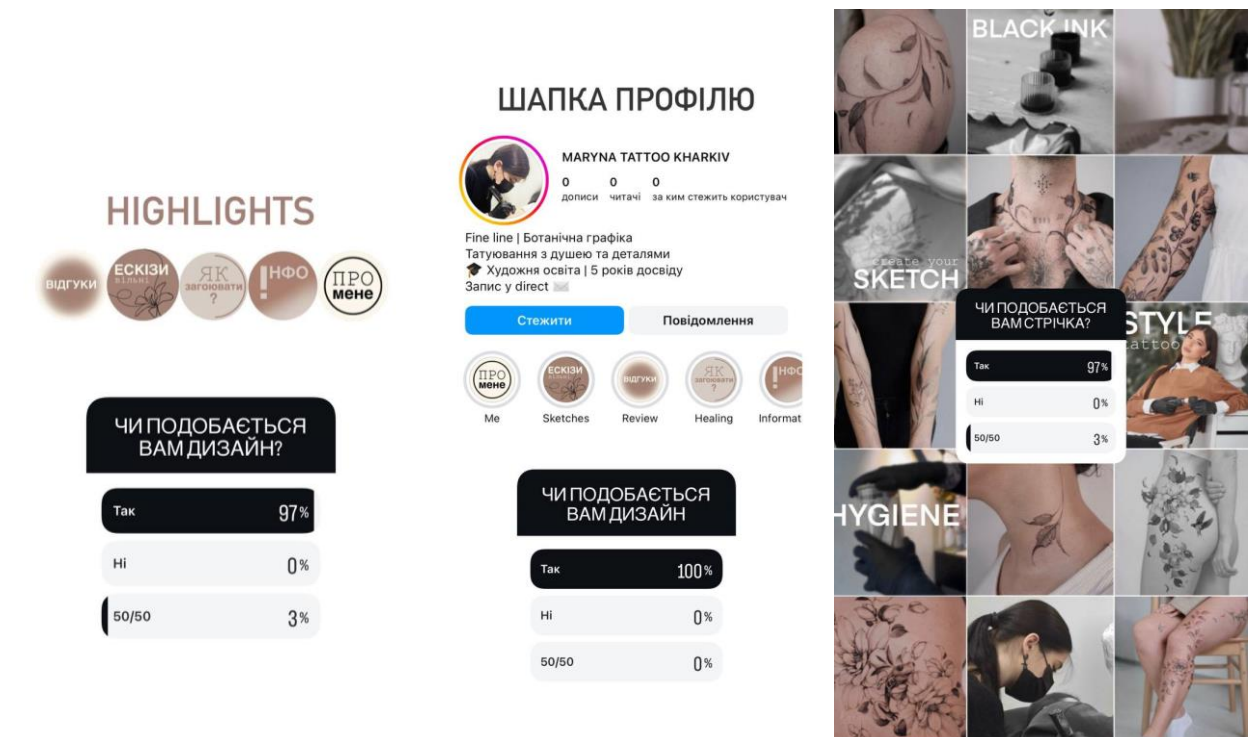 HIGHLIGHTS
ВІДГУКИ
ЕСКІЗИ
ВІЛЬНІ
ЯК
загоювати
?
!НФО
ПРО
мене
ЧИ ПОДОБАЄТЬСЯ
ВАМ ДИЗАЙН?
Так 97%
Ні 0%
50/50 3%
ШАПКА ПРОФІЛЮ
MARYNA TATTOO KHARKIV
0 0 0
дописи читачі за ким стежить користувач
Fine line | Ботанічна графіка
Татуювання з душею та деталями
🎓 Художня освіта | 5 років досвіду
Запис у direct ✉️
Стежити Повідомлення
ПРО
мене
ЕСКІЗИ
ВІЛЬНІ
ВІДГУКИ
ЯК
загоювати
?
!НФО
Me Sketches Review Healing Informat
ЧИ ПОДОБАЄТЬСЯ
ВАМ ДИЗАЙН
Так 100%
Ні 0%
50/50 0%
BLACK INK
create your
SKETCH
ЧИ ПОДОБАЄТЬСЯ
ВАМ СТРІЧКА?
Так 97%
Ні 0%
50/50 3%
STYLE
tattoo
HYGIENE